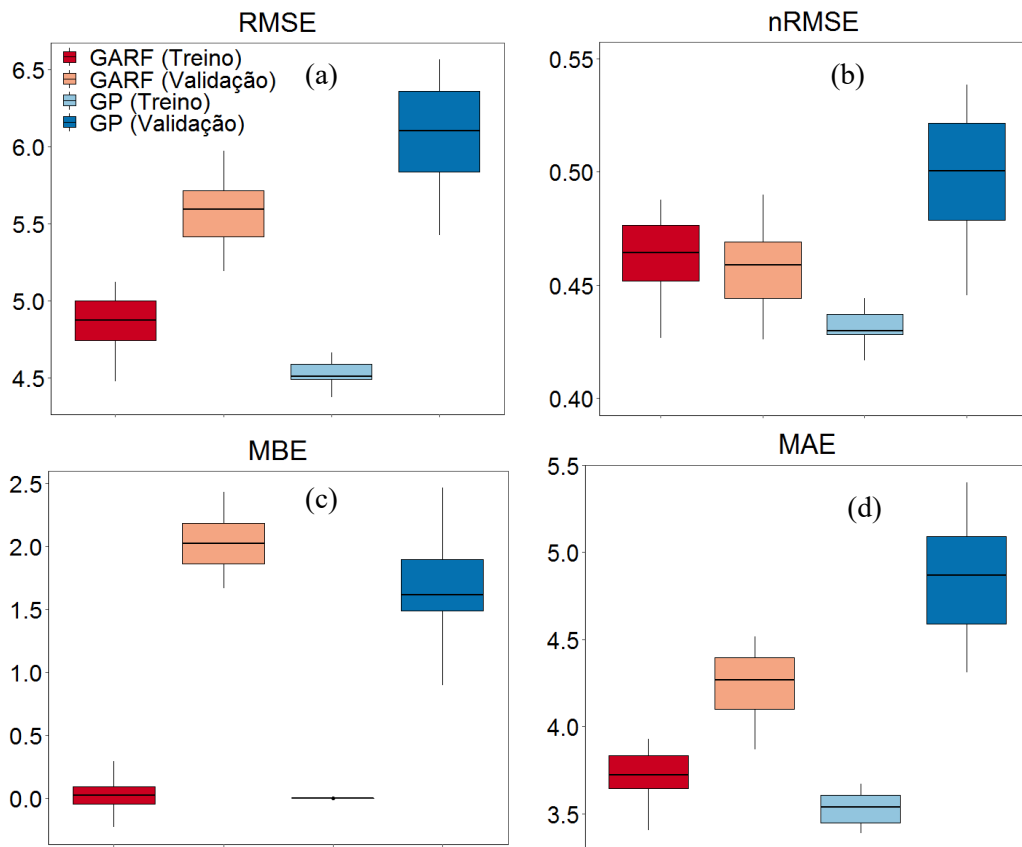 RMSE
nRMSE
6.5
6.0
5.5
5.0
4.5
GARF (Treino)
GARF (Validação)
GP (Treino)
GP (Validação)
(a)
0.55
0.50
0.45
0.40
(b)
MBE
MAE
2.5
2.0
1.5
1.0
0.5
0.0
(c)
5.5
5.0
4.5
4.0
3.5
(d)